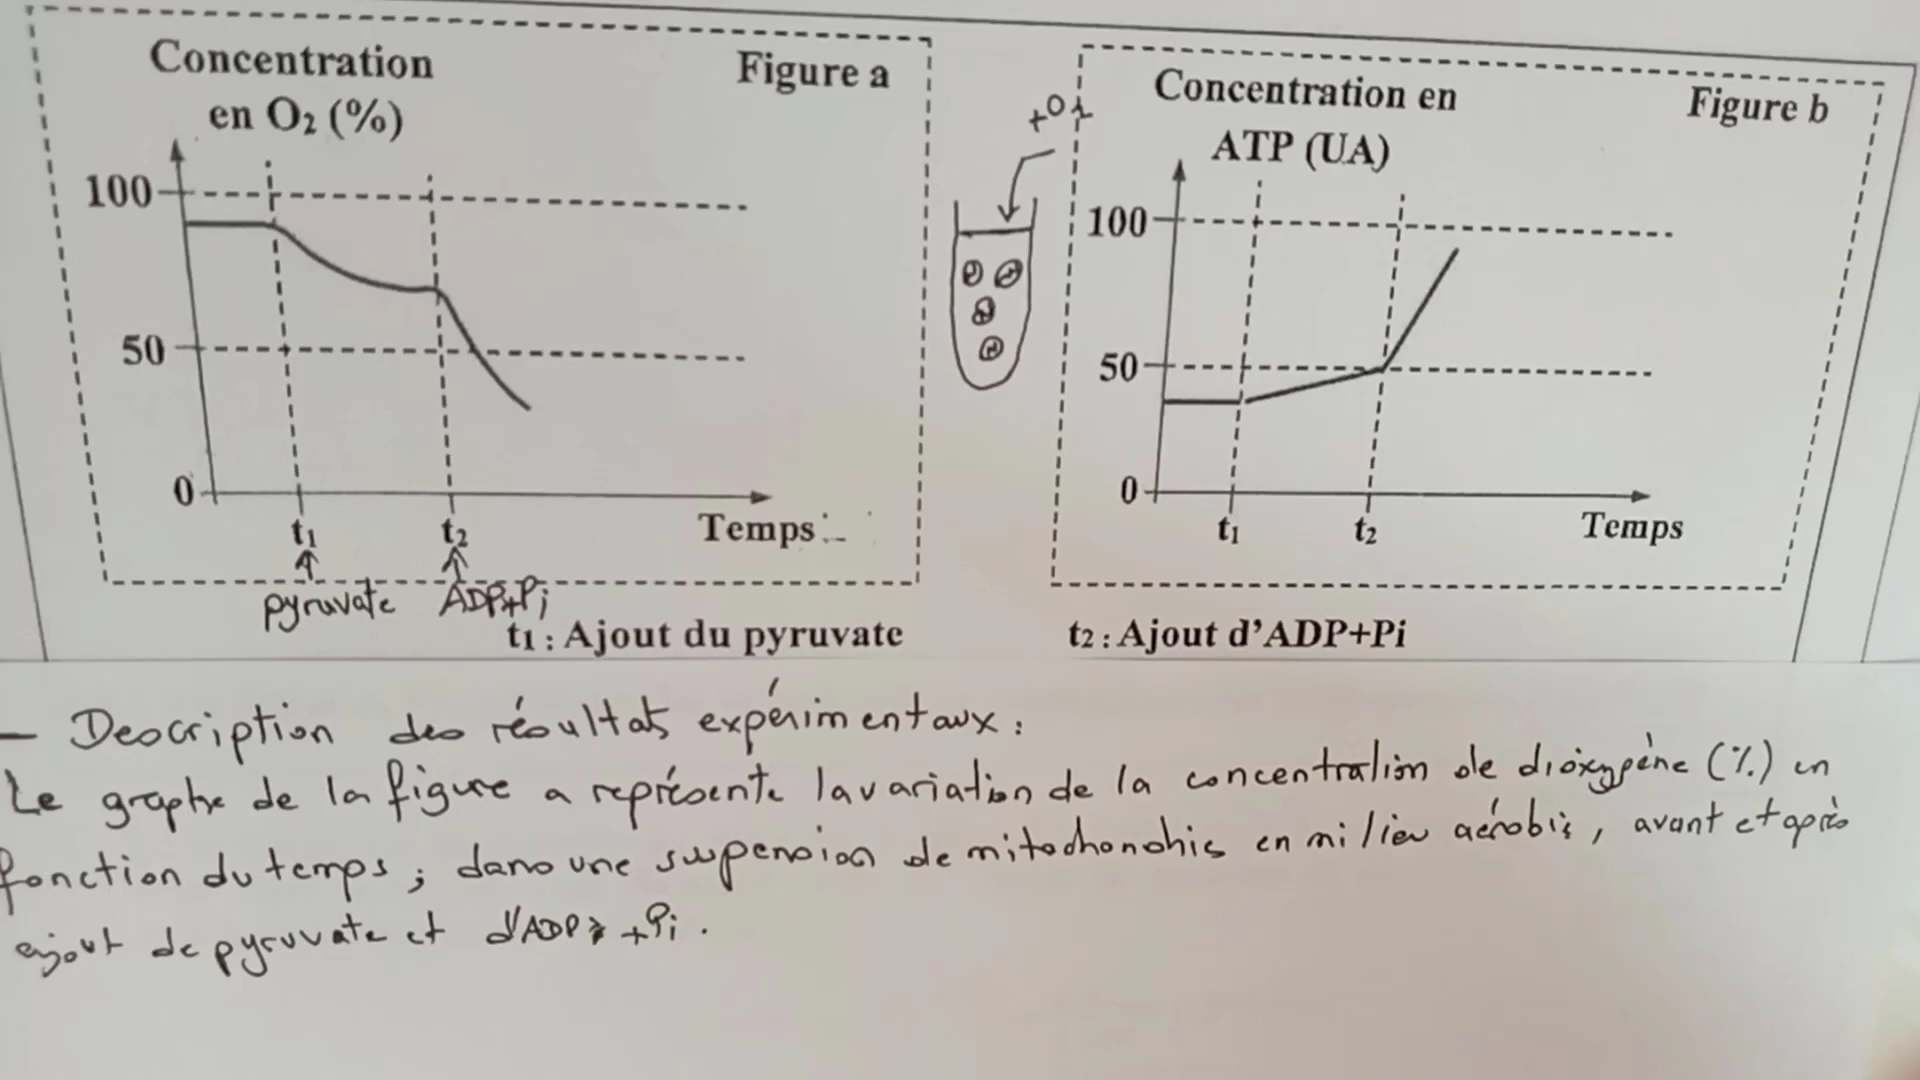 Concentration
en O₂ (%)
Figure a
100
50
0
t₁
t₂
Temps
pyruvate
ADP+Pi
+O₂
Concentration en
ATP (UA)
Figure b
100
50
0
t₁
t₂
Temps
t₁ : Ajout du pyruvate
t₂ : Ajout d'ADP+Pi
- Description des résultats expérimentaux :
Le graphe de la figure a représente la variation de la concentration de dioxygène (%) en
fonction du temps ; dans une suspension de mitochondries en milieu aérobie, avant et après
ajout de pyruvate et d'ADP +Pi.